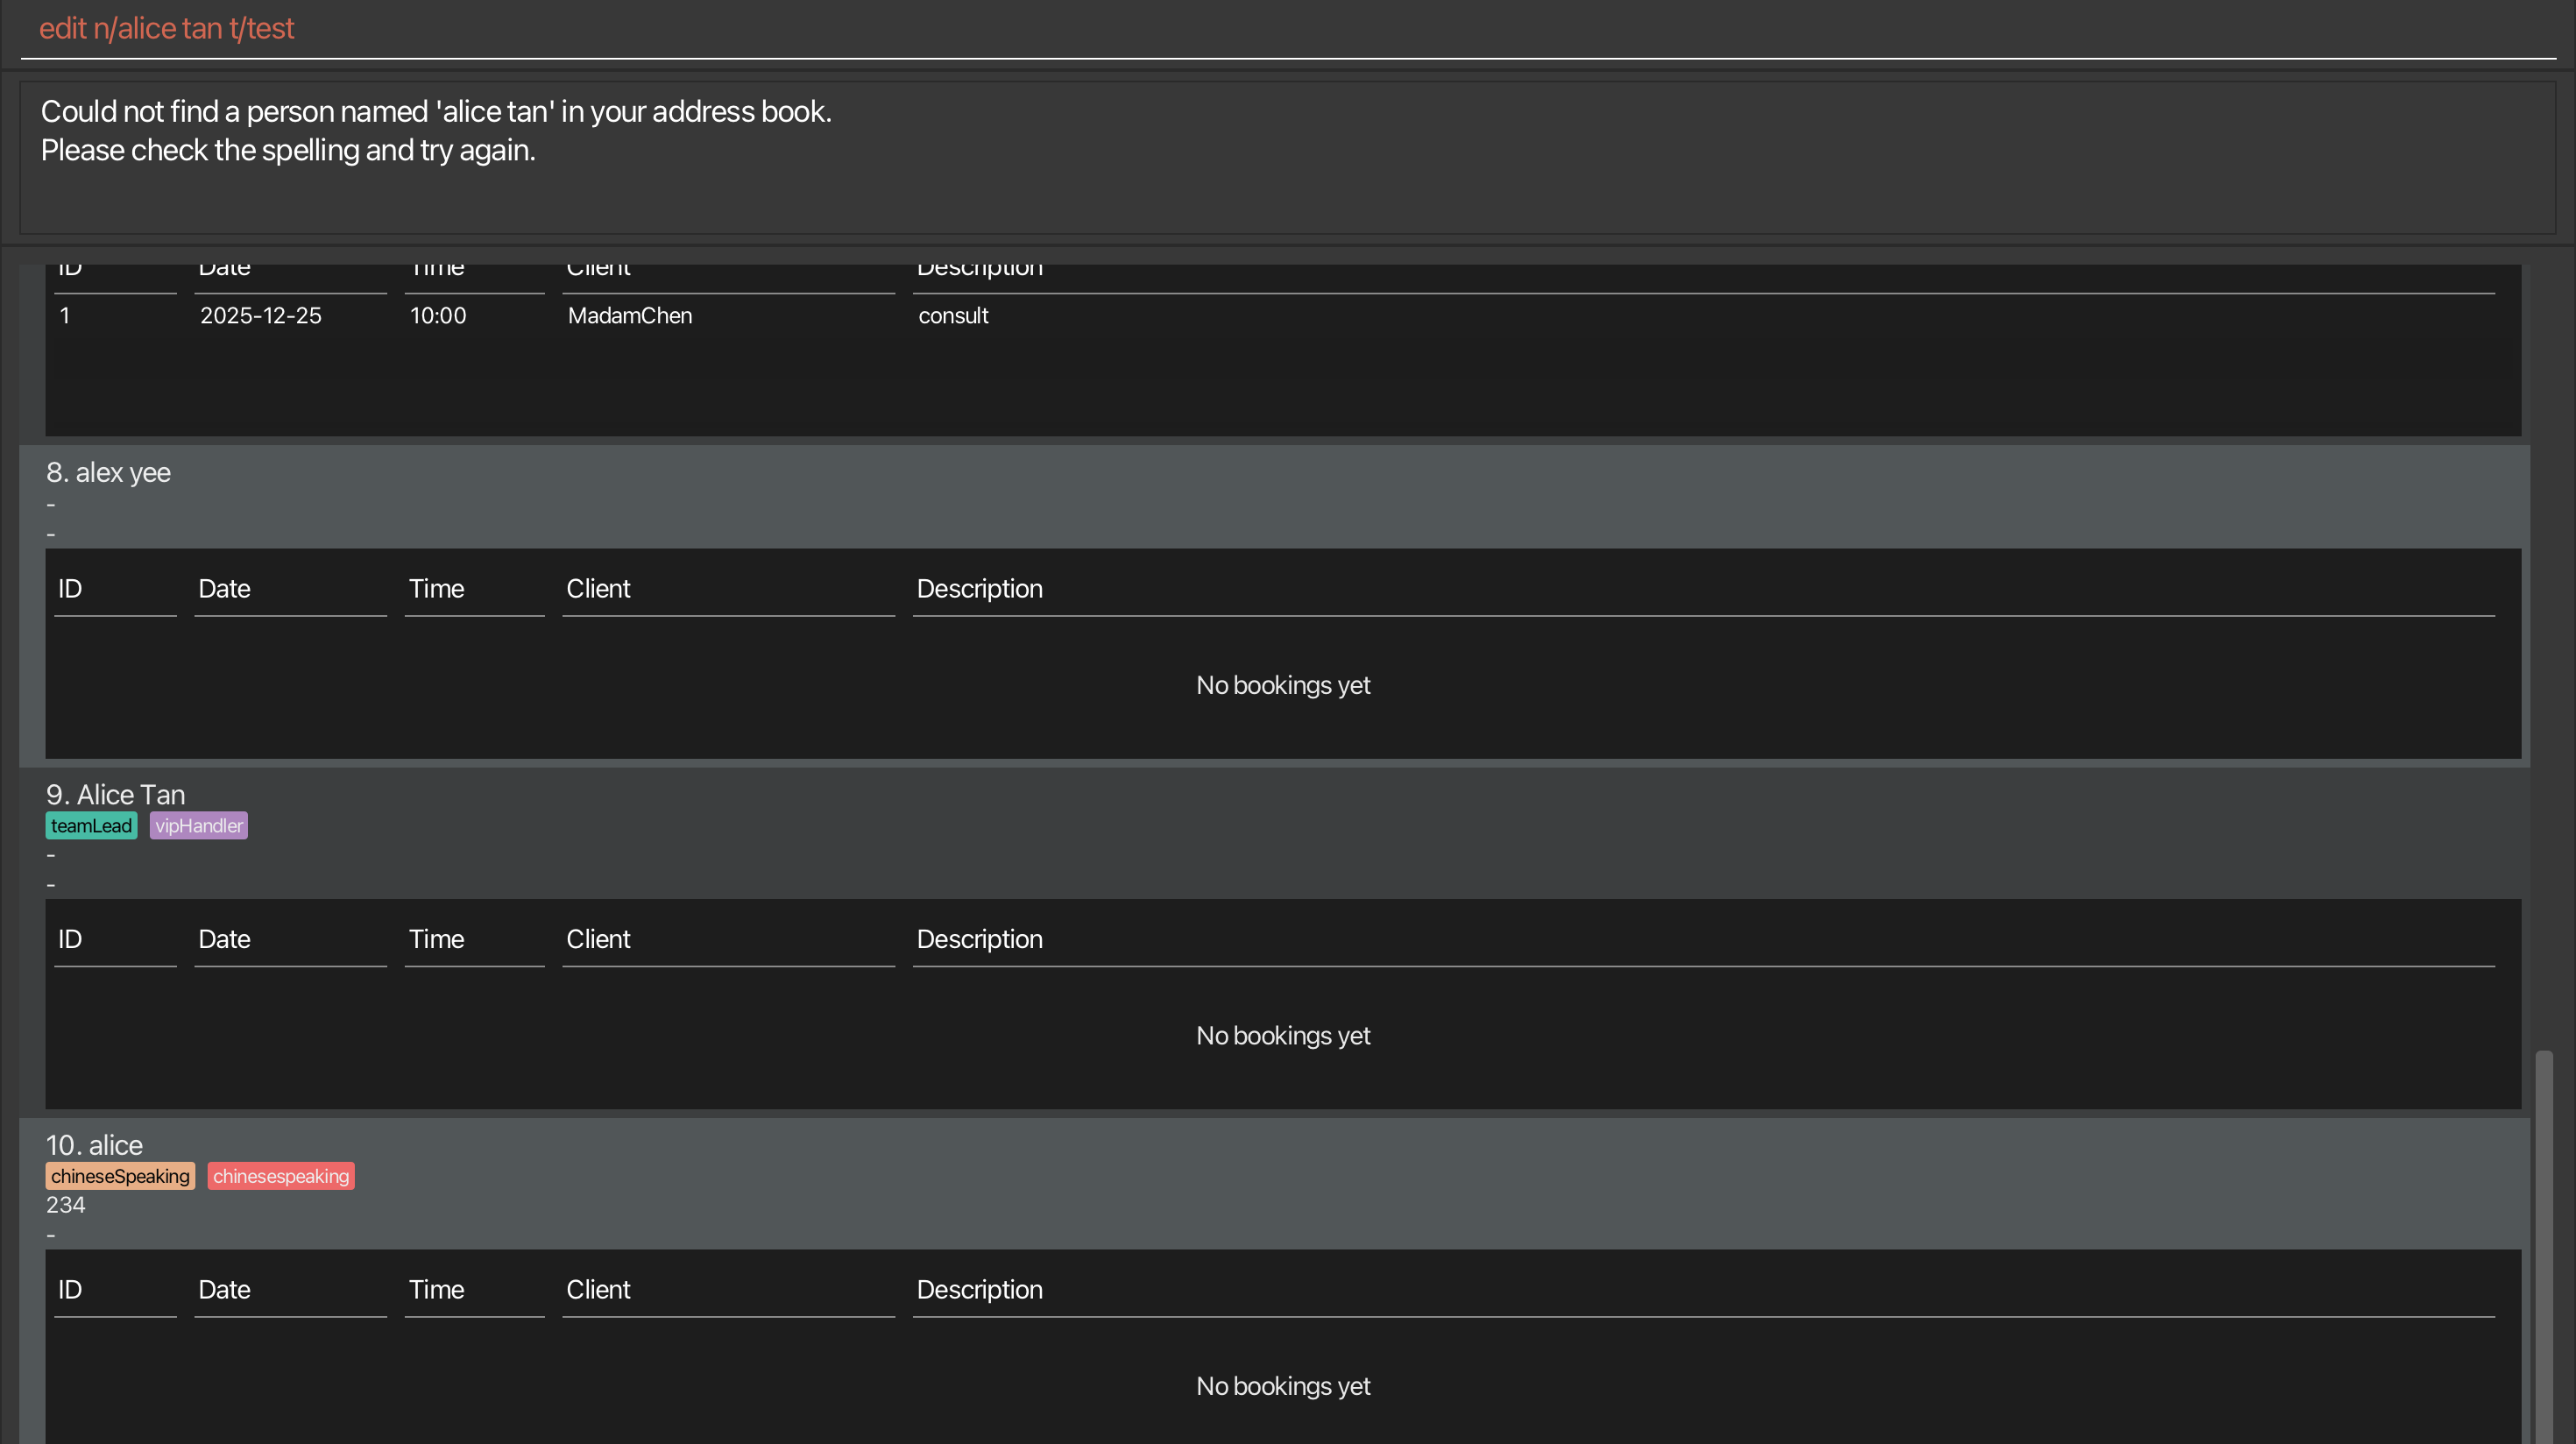 edit n/alice tan t/test
Could not find a person named 'alice tan' in your address book.
Please check the spelling and try again.
ID Date Time Client Description
1 2025-12-25 10:00 MadamChen consult
8. alex yee
-
-
ID Date Time Client Description
No bookings yet
9. Alice Tan
teamLead vipHandler
-
-
ID Date Time Client Description
No bookings yet
10. alice
chineseSpeaking chinesespeaking
234
-
ID Date Time Client Description
No bookings yet